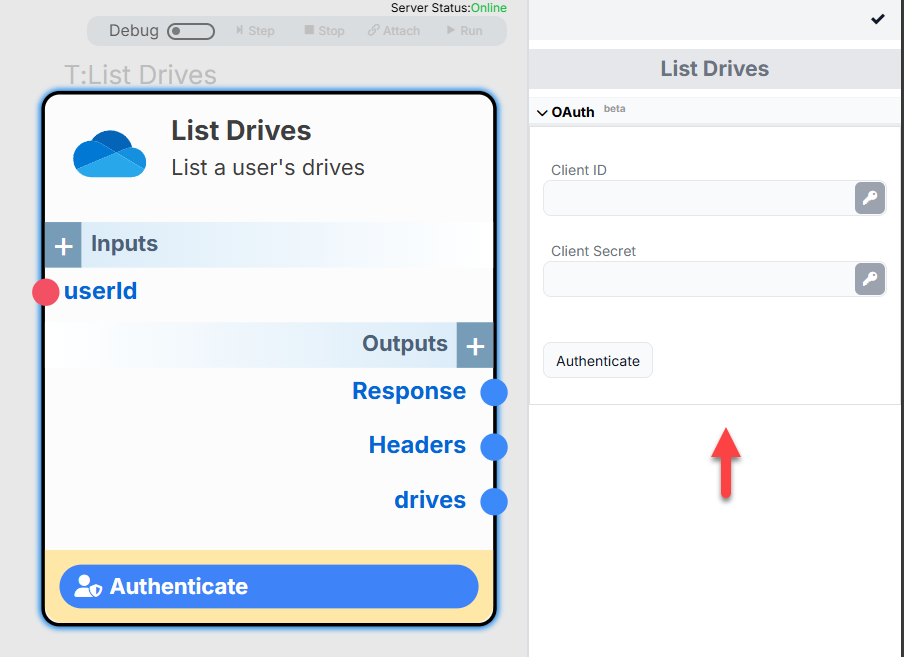 Server Status:Online
Debug
Step
Stop
Attach
Run
T:List Drives
List Drives
List a user's drives
Inputs
userId
Outputs
Response
Headers
drives
Authenticate
List Drives
OAuth beta
Client ID
Client Secret
Authenticate